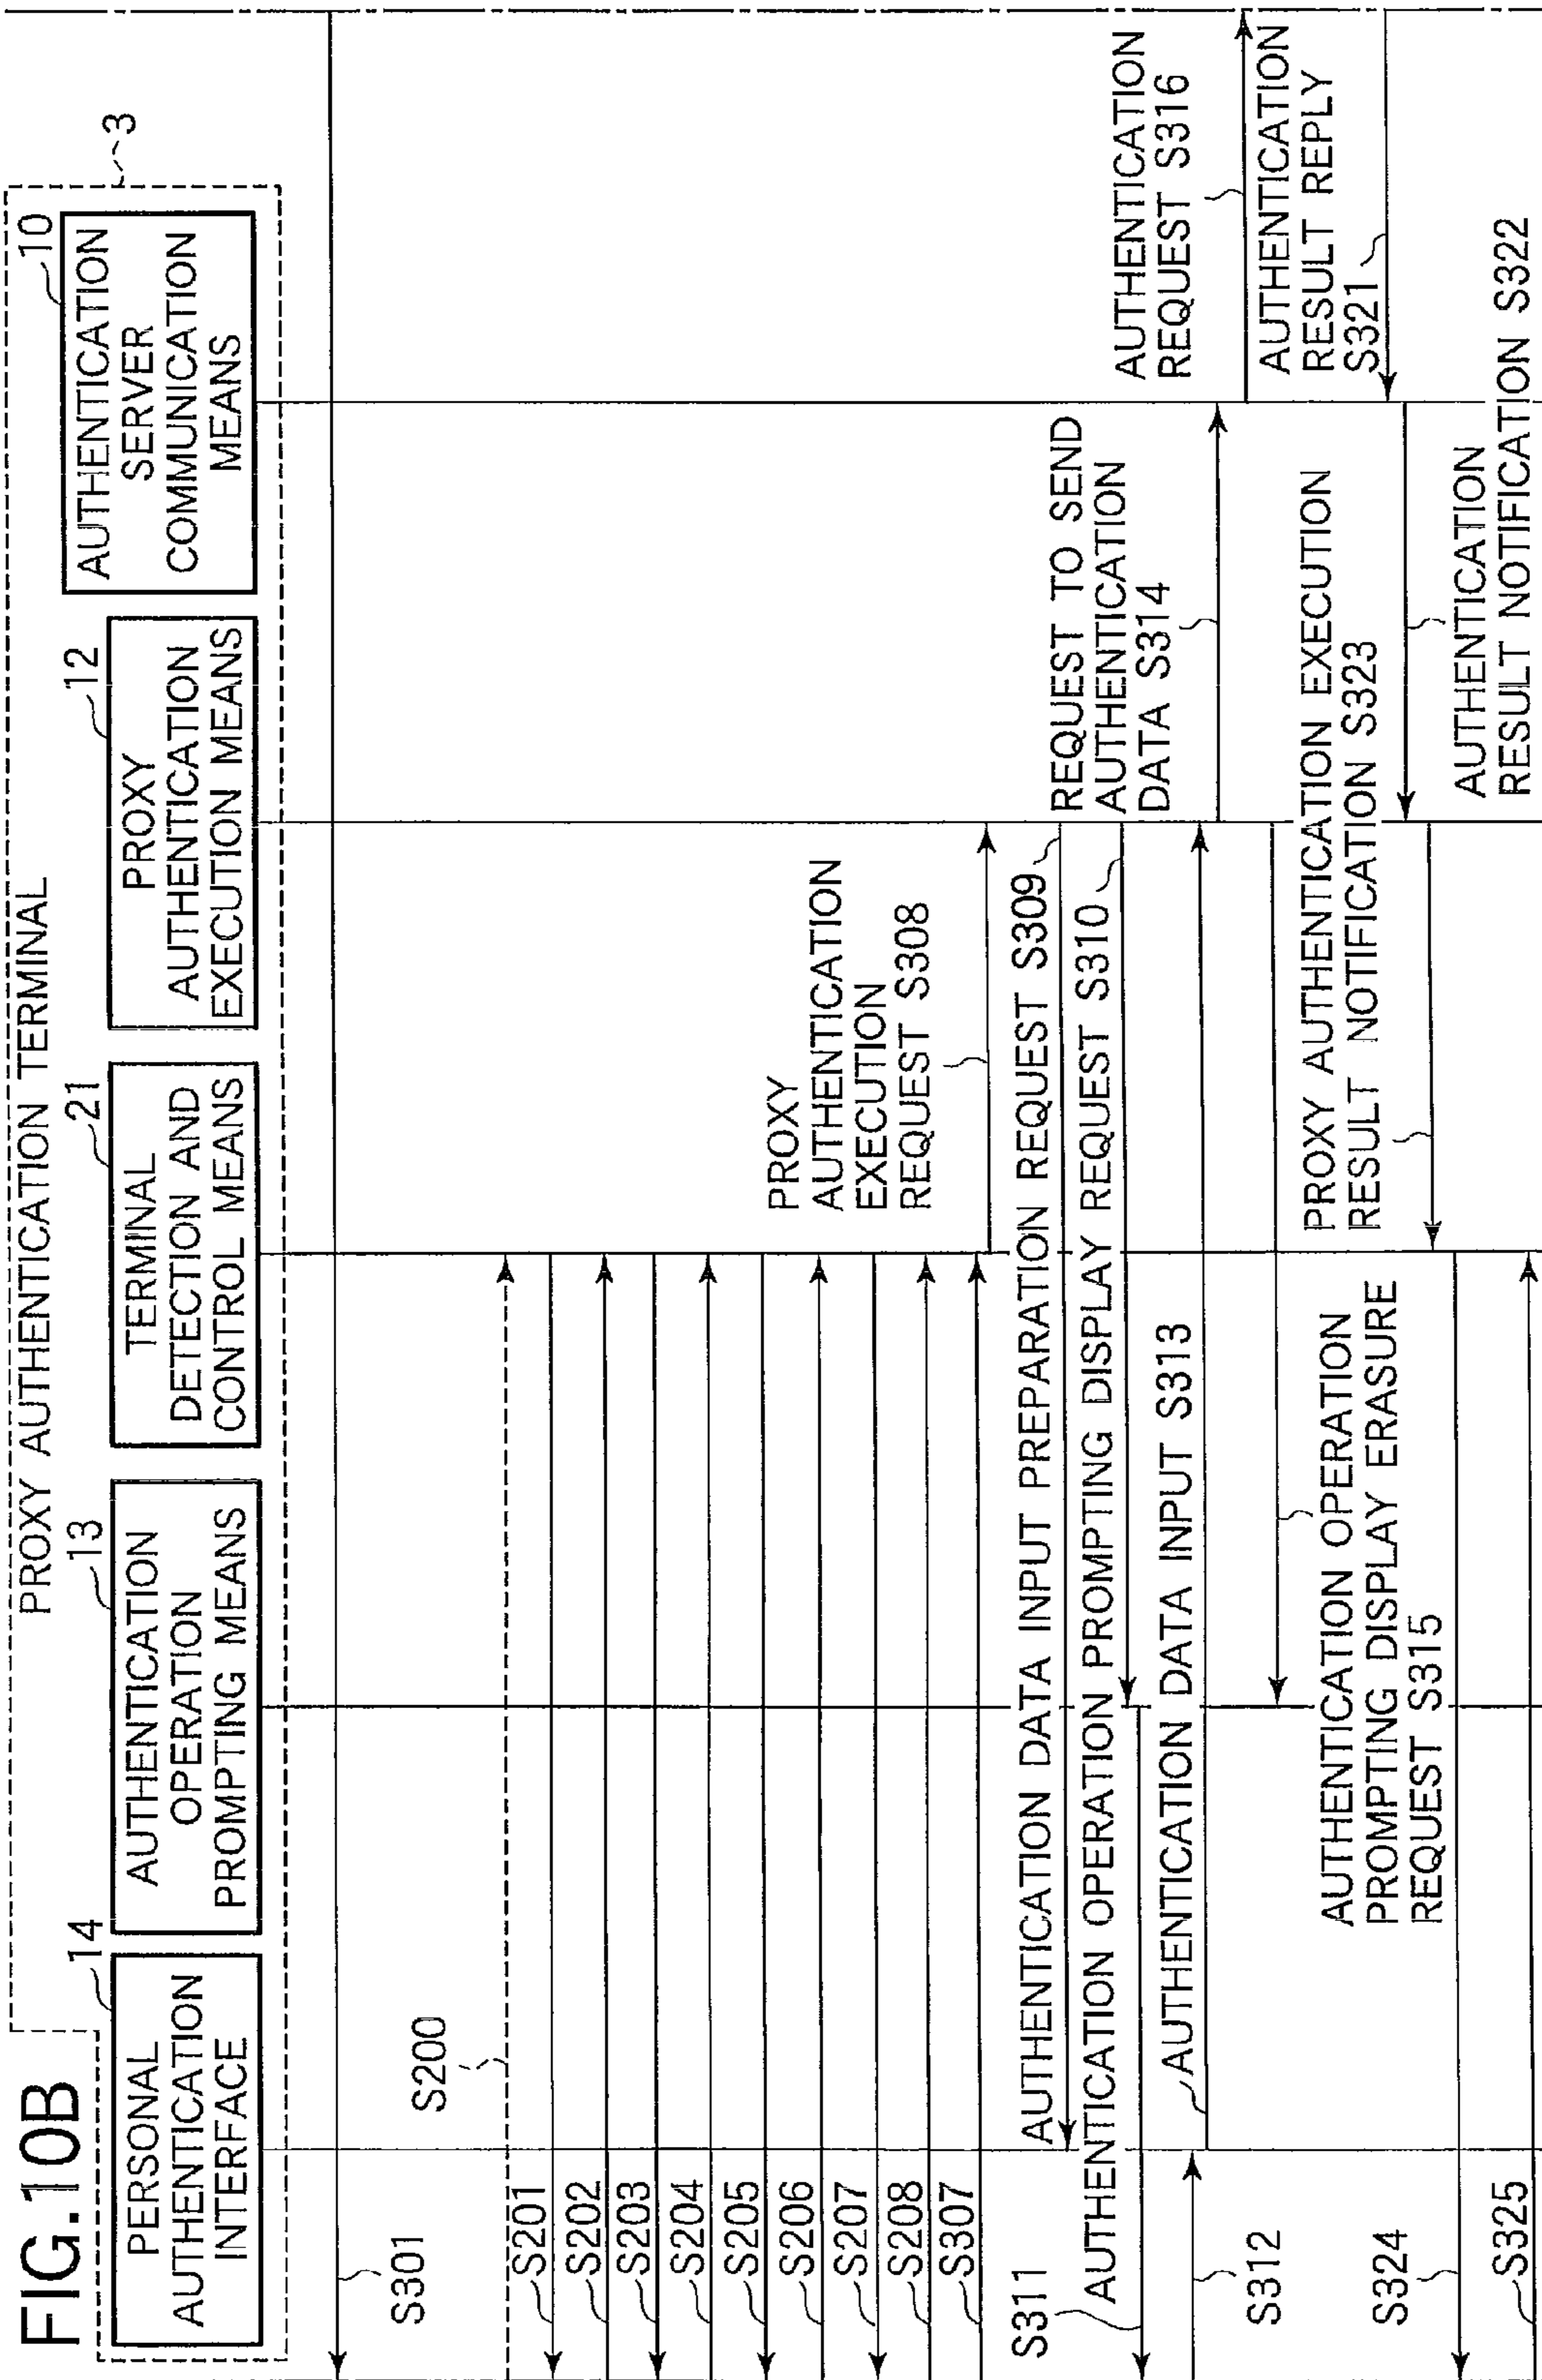 FIG.10B
PROXY AUTHENTICATION TERMINAL
3
14
PERSONAL
AUTHENTICATION
INTERFACE
13
AUTHENTICATION
OPERATION
PROMPTING MEANS
21
TERMINAL
DETECTION AND
CONTROL MEANS
12
PROXY
AUTHENTICATION
EXECUTION MEANS
10
AUTHENTICATION
SERVER
COMMUNICATION
MEANS
S301
S200
S201
S202
S203
S204
S205
S206
S207
S208
S307
PROXY
AUTHENTICATION
EXECUTION
REQUEST S308
AUTHENTICATION DATA INPUT PREPARATION REQUEST S309
AUTHENTICATION OPERATION PROMPTING DISPLAY REQUEST S310
S311
S312
AUTHENTICATION DATA INPUT S313
REQUEST TO SEND
AUTHENTICATION
DATA S314
AUTHENTICATION
REQUEST S316
AUTHENTICATION OPERATION
PROMPTING DISPLAY ERASURE
REQUEST S315
AUTHENTICATION
RESULT REPLY
S321
AUTHENTICATION
RESULT NOTIFICATION S322
PROXY AUTHENTICATION EXECUTION
RESULT NOTIFICATION S323
S324
S325